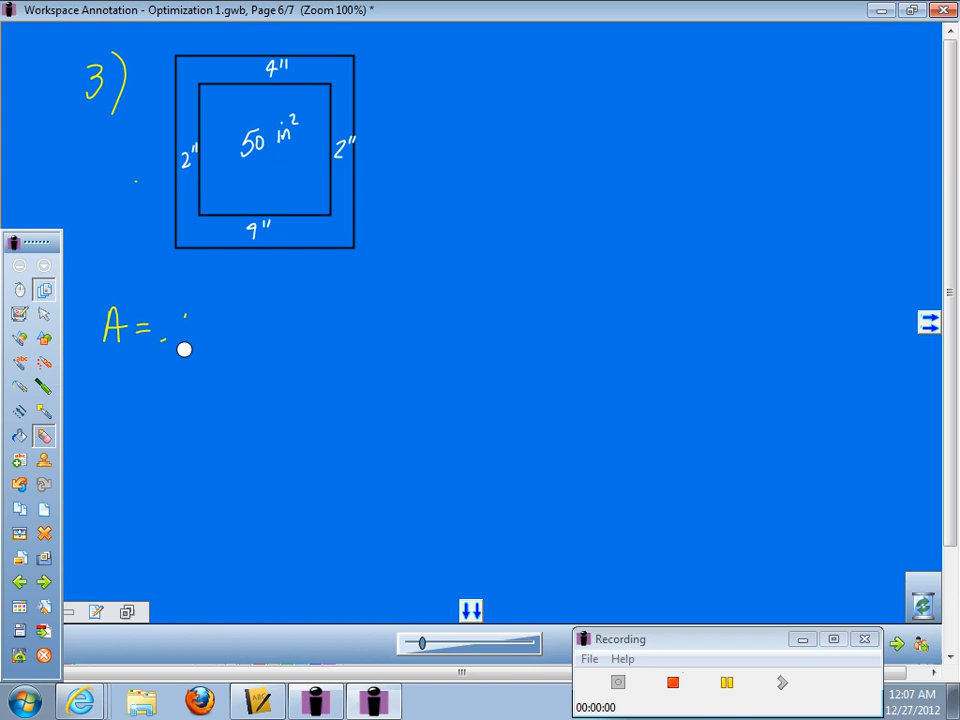 Workspace Annotation - Optimization 1.gwb, Page 6/7 (Zoom 100%) *
3)
4"
50 in²
2"
2"
9"
A =
Recording
File Help
00:00:00
12:07 AM
12/27/2012